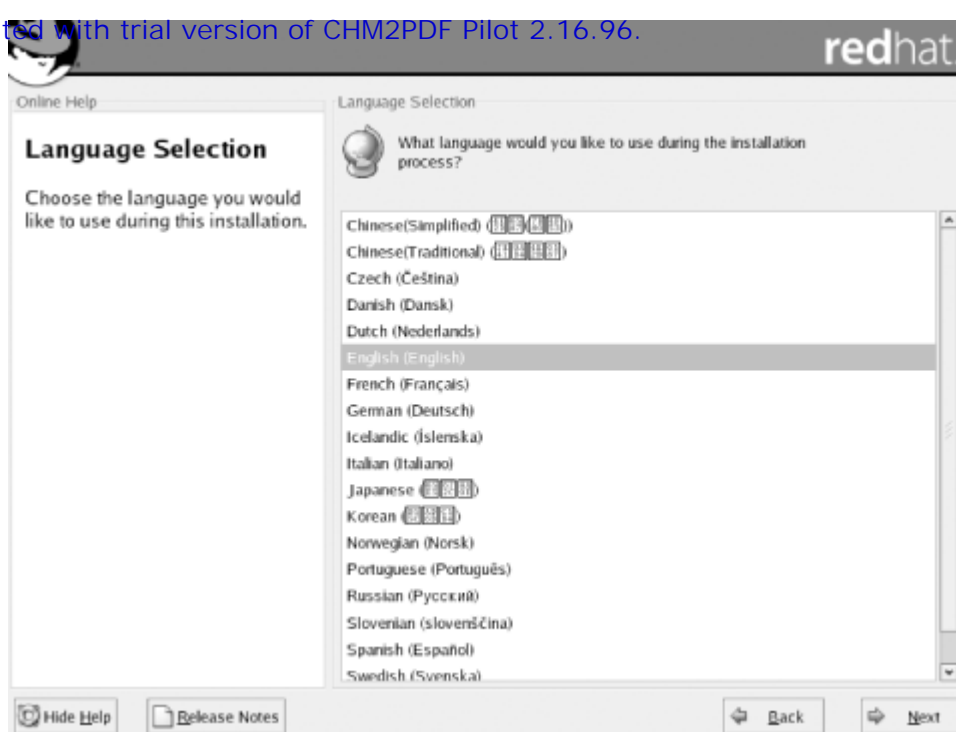 ted with trial version of CHM2PDF Pilot 2.16.96.
redhat.
Online Help
Language Selection
Choose the language you would
like to use during this installation.
Language Selection
What language would you like to use during the installation
process?
Chinese(Simplified)
Chinese(Traditional)
Czech (Čeština)
Danish (Dansk)
Dutch (Nederlands)
English (English)
French (Français)
German (Deutsch)
Icelandic (Íslenska)
Italian (Italiano)
Japanese
Korean
Norwegian (Norsk)
Portuguese (Português)
Russian (Русский)
Slovenian (slovenščina)
Spanish (Español)
Swedish (Svenska)
Hide Help
Release Notes
Back
Next